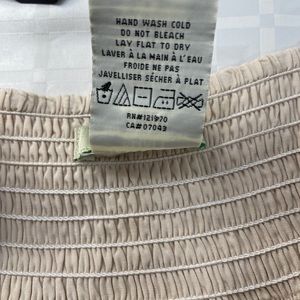 HAND WASH COLD
DO NOT BLEACH
LAY FLAT TO DRY
LAVER À LA MAIN À L'EAU
FROIDE NE PAS
JAVELLISER SÉCHER À PLAT
RN#121970
CA#07043